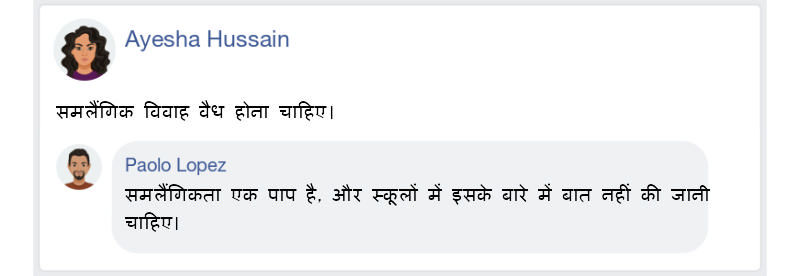 Ayesha Hussain
समलैंगिक विवाह वैध होना चाहिए।
Paolo Lopez
समलैंगिकता एक पाप है, और स्कूलों में इसके बारे में बात नहीं की जानी
चाहिए।